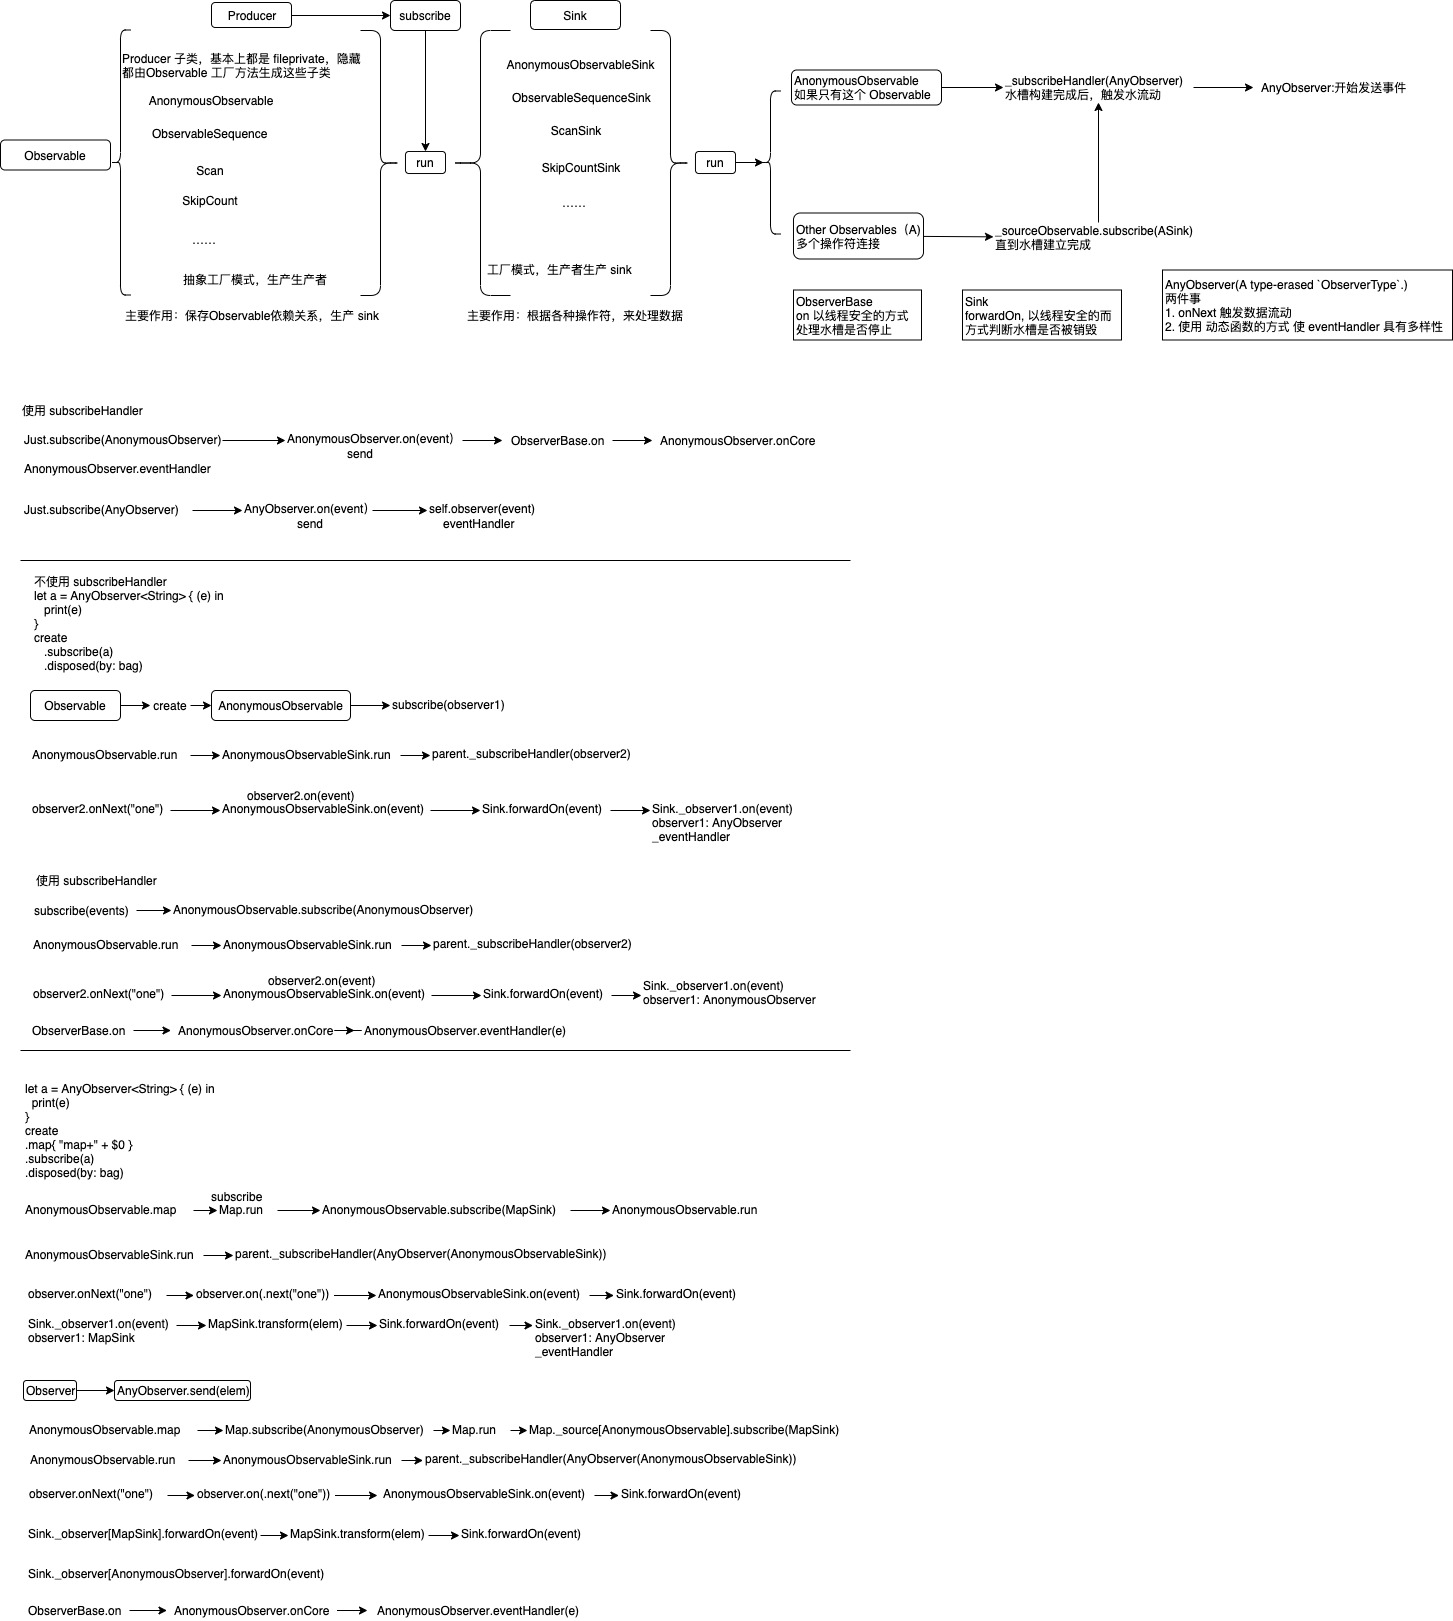 Producer
subscribe
Sink
Observable
Producer 子类，基本上都是 fileprivate，隐藏
都由Observable 工厂方法生成这些子类
AnonymousObservable
ObservableSequence
Scan
SkipCount
……
抽象工厂模式，生产生产者
主要作用：保存Observable依赖关系，生产 sink
run
AnonymousObservableSink
ObservableSequenceSink
ScanSink
SkipCountSink
……
工厂模式，生产者生产 sink
主要作用：根据各种操作符，来处理数据
run
AnonymousObservable
如果只有这个 Observable
_subscribeHandler(AnyObserver)
水槽构建完成后，触发水流动
AnyObserver:开始发送事件
Other Observables（A)
多个操作符连接
_sourceObservable.subscribe(ASink)
直到水槽建立完成
ObserverBase
on 以线程安全的方式
处理水槽是否停止
Sink
forwardOn, 以线程安全的而
方式判断水槽是否被销毁
AnyObserver(A type-erased `ObserverType`.)
两件事
1. onNext 触发数据流动
2. 使用 动态函数的方式 使 eventHandler 具有多样性
使用 subscribeHandler
Just.subscribe(AnonymousObserver)
AnonymousObserver.on(event)
send
ObserverBase.on
AnonymousObserver.onCore
AnonymousObserver.eventHandler
Just.subscribe(AnyObserver)
AnyObserver.on(event)
send
self.observer(event)
eventHandler
不使用 subscribeHandler
let a = AnyObserver<String> { (e) in
print(e)
}
create
.subscribe(a)
.disposed(by: bag)
Observable
create
AnonymousObservable
subscribe(observer1)
AnonymousObservable.run
AnonymousObservableSink.run
parent._subscribeHandler(observer2)
observer2.onNext("one")
observer2.on(event)
AnonymousObservableSink.on(event)
Sink.forwardOn(event)
Sink._observer1.on(event)
observer1: AnyObserver
_eventHandler
使用 subscribeHandler
subscribe(events)
AnonymousObservable.subscribe(AnonymousObserver)
AnonymousObservable.run
AnonymousObservableSink.run
parent._subscribeHandler(observer2)
observer2.onNext("one")
observer2.on(event)
AnonymousObservableSink.on(event)
Sink.forwardOn(event)
Sink._observer1.on(event)
observer1: AnonymousObserver
ObserverBase.on
AnonymousObserver.onCore
AnonymousObserver.eventHandler(e)
let a = AnyObserver<String> { (e) in
print(e)
}
create
.map{ "map+" + $0 }
.subscribe(a)
.disposed(by: bag)
AnonymousObservable.map
subscribe
Map.run
AnonymousObservable.subscribe(MapSink)
AnonymousObservable.run
AnonymousObservableSink.run
parent._subscribeHandler(AnyObserver(AnonymousObservableSink))
observer.onNext("one")
observer.on(.next("one"))
AnonymousObservableSink.on(event)
Sink.forwardOn(event)
Sink._observer1.on(event)
observer1: MapSink
MapSink.transform(elem)
Sink.forwardOn(event)
Sink._observer1.on(event)
observer1: AnyObserver
_eventHandler
Observer
AnyObserver.send(elem)
AnonymousObservable.map
Map.subscribe(AnonymousObserver)
Map.run
Map._source[AnonymousObservable].subscribe(MapSink)
AnonymousObservable.run
AnonymousObservableSink.run
parent._subscribeHandler(AnyObserver(AnonymousObservableSink))
observer.onNext("one")
observer.on(.next("one"))
AnonymousObservableSink.on(event)
Sink.forwardOn(event)
Sink._observer[MapSink].forwardOn(event)
MapSink.transform(elem)
Sink.forwardOn(event)
Sink._observer[AnonymousObserver].forwardOn(event)
ObserverBase.on
AnonymousObserver.onCore
AnonymousObserver.eventHandler(e)